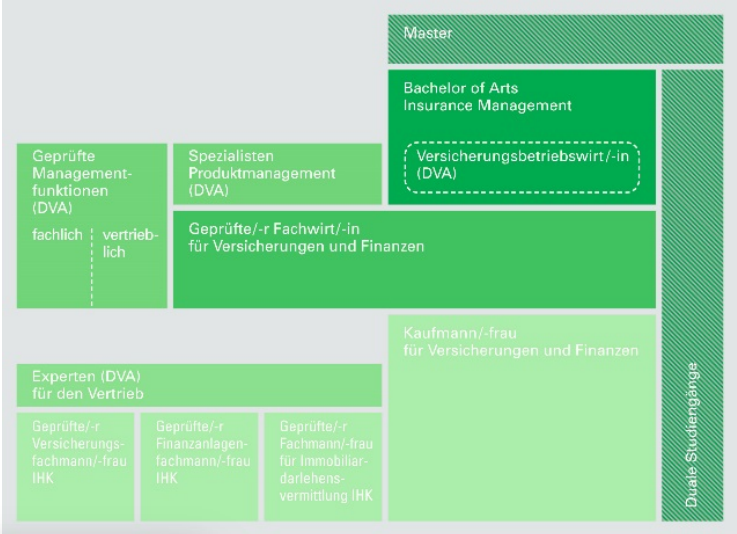 Master
Bachelor of Arts
Insurance Management
Versicherungsbetriebswirt/-in
(DVA)
Geprüfte
Management-
funktionen
(DVA)
fachlich
vertrieb-
lich
Spezialisten
Produktmanagement
(DVA)
Geprüfte/-r Fachwirt/-in
für Versicherungen und Finanzen
Kaufmann/-frau
für Versicherungen und Finanzen
Experten (DVA)
für den Vertrieb
Geprüfte/-r
Versicherungs-
fachmann/-frau
IHK
Geprüfte/-r
Finanzanlagen-
fachmann/-frau
IHK
Geprüfte/-r
Fachmann/-frau
für Immobiliar-
darlehens-
vermittlung IHK
Duale Studiengänge